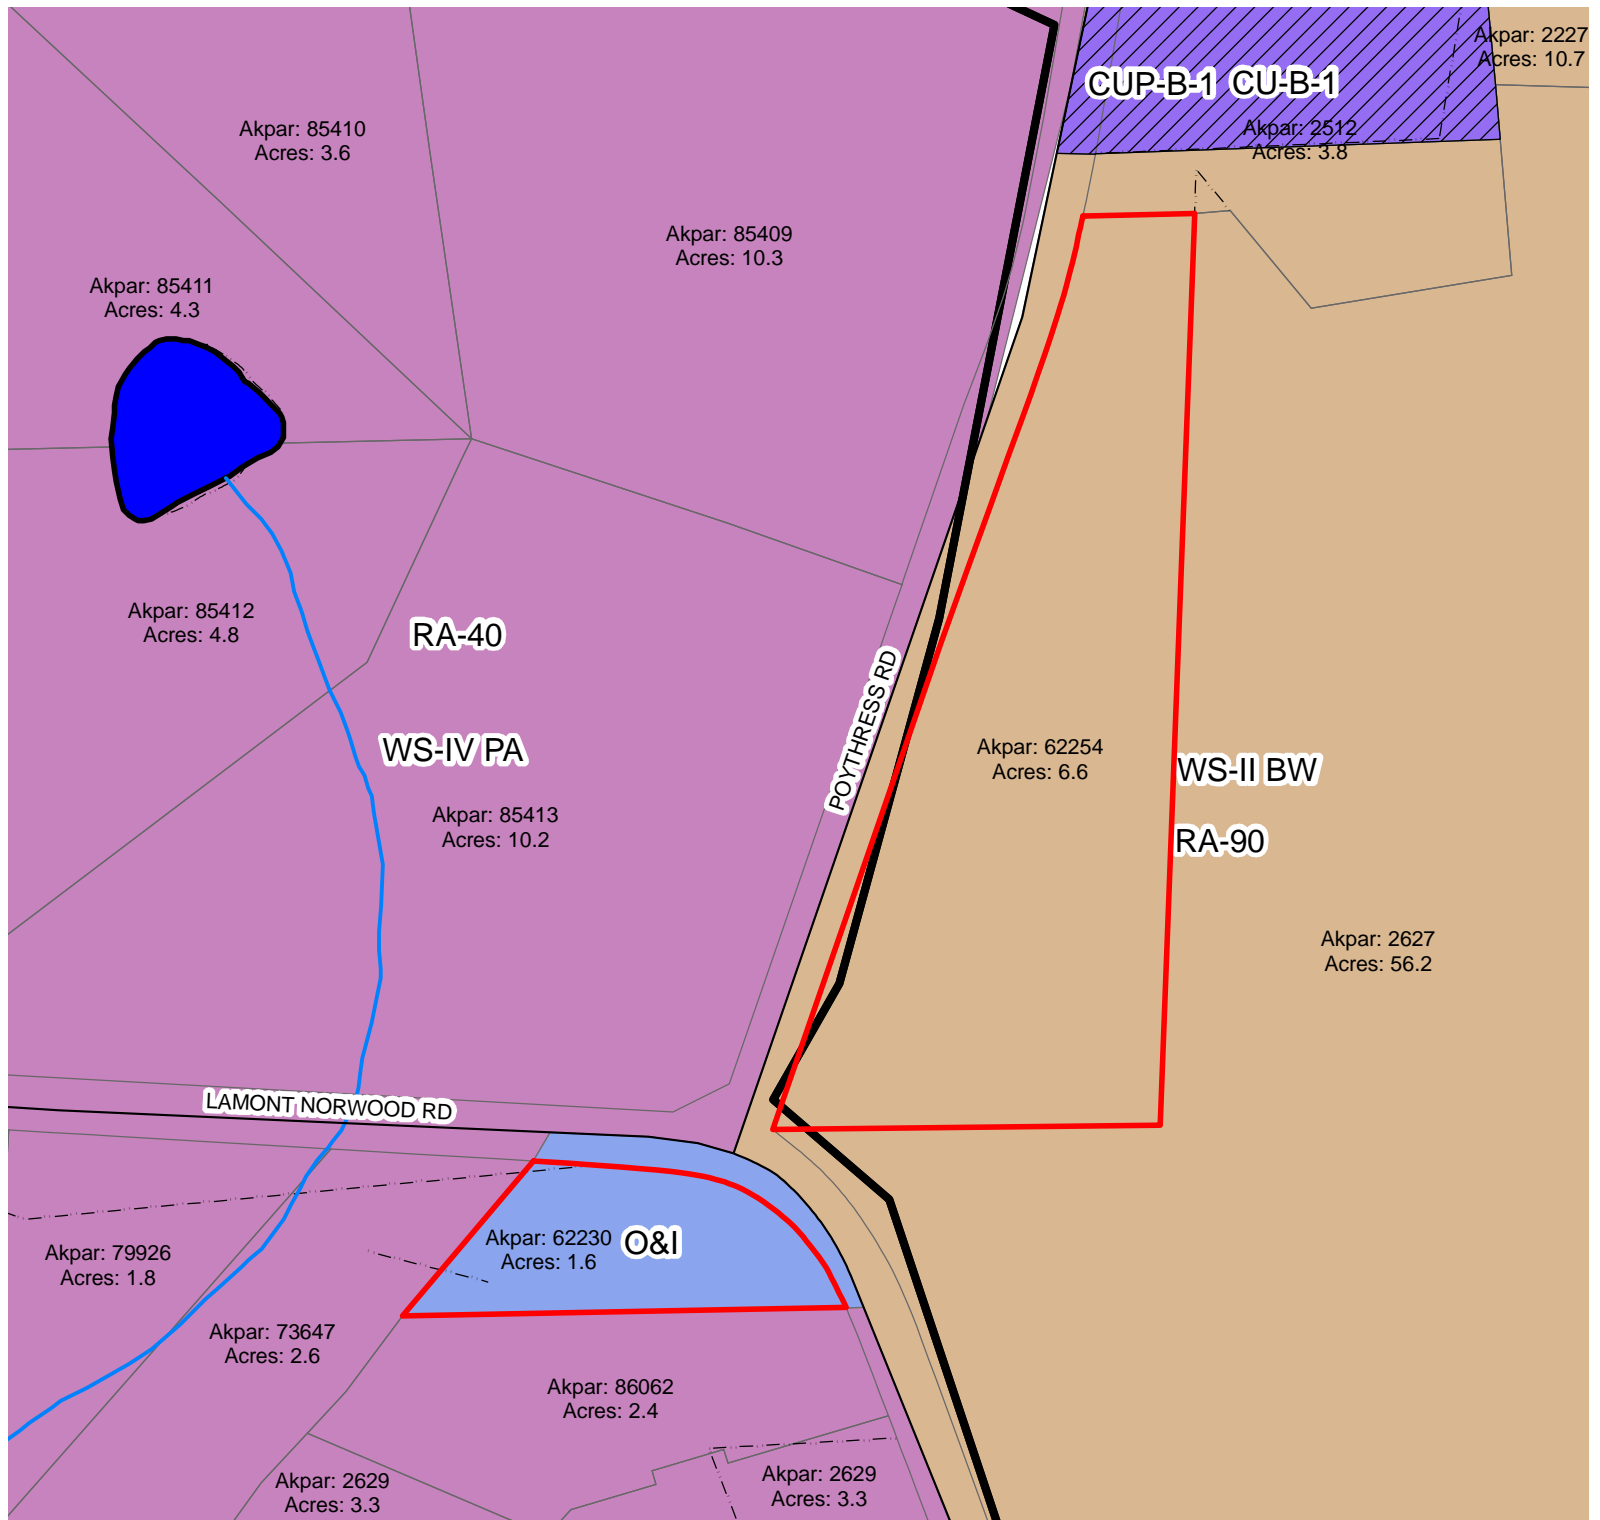 Akpar: 2227
Acres: 10.7
CUP-B-1 CU-B-1
Akpar: 2512
Acres: 3.8
Akpar: 85410
Acres: 3.6
Akpar: 85409
Acres: 10.3
Akpar: 85411
Acres: 4.3
Akpar: 85412
Acres: 4.8
RA-40
WS-IV PA
POYTHRESS RD
Akpar: 62254
Acres: 6.6
WS-II BW
RA-90
Akpar: 85413
Acres: 10.2
Akpar: 2627
Acres: 56.2
LAMONT NORWOOD RD
Akpar: 62230
Acres: 1.6
O&I
Akpar: 79926
Acres: 1.8
Akpar: 73647
Acres: 2.6
Akpar: 86062
Acres: 2.4
Akpar: 2629
Acres: 3.3
Akpar: 2629
Acres: 3.3